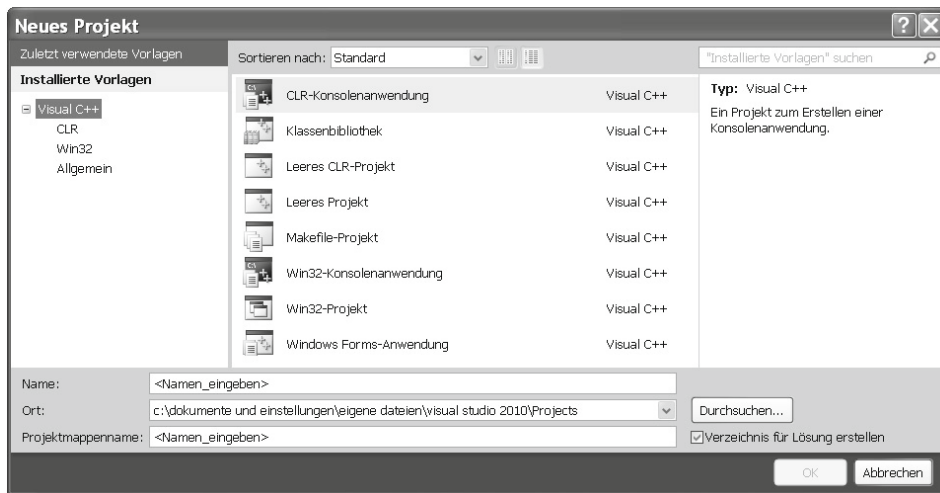 Neues Projekt
Zuletzt verwendete Vorlagen
Installierte Vorlagen
Visual C++
CLR
Win32
Allgemein
Sortieren nach: Standard
"Installierte Vorlagen" suchen
CLR-Konsolenanwendung Visual C++
Klassenbibliothek Visual C++
Leeres CLR-Projekt Visual C++
Leeres Projekt Visual C++
Makefile-Projekt Visual C++
Win32-Konsolenanwendung Visual C++
Win32-Projekt Visual C++
Windows Forms-Anwendung Visual C++
Typ: Visual C++
Ein Projekt zum Erstellen einer
Konsolenanwendung.
Name: <Namen_eingeben>
Ort: c:\dokumente und einstellungen\eigene dateien\visual studio 2010\Projects
Durchsuchen...
Projektmappenname: <Namen_eingeben>
Verzeichnis für Lösung erstellen
OK Abbrechen